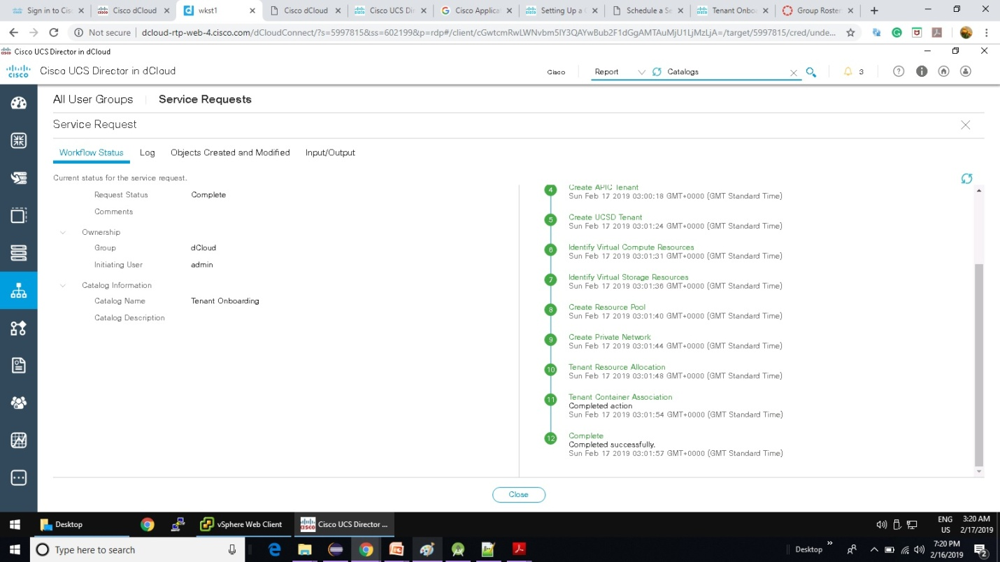 Sign in to Cis
Cisco dCloud
wkst1
Cisco dCloud
Cisco UCS Dir
Cisco Applica
Setting Up a C
Schedule a Se
Tenant Onbo
Group Roster
Not secure
dcloud-rtp-web-4.cisco.com/dCloudConnect/?s=5997815&ss=602199&p=rdp#/client/
Cisco UCS Director in dCloud
CISCO
Cisco UCS Director in dCloud
Cisco
Report
Catalogs
3
All User Groups
Service Requests
Service Request
Workflow Status
Log
Objects Created and Modified
Input/Output
Current status for the service request.
Request Status Complete
Comments
Ownership
Group dCloud
Initiating User admin
Catalog Information
Catalog Name Tenant Onboarding
Catalog Description
4 Create APIC Tenant
Sun Feb 17 2019 03:00:18 GMT+0000 (GMT Standard Time)
5 Create UCSD Tenant
Sun Feb 17 2019 03:01:24 GMT+0000 (GMT Standard Time)
6 Identify Virtual Compute Resources
Sun Feb 17 2019 03:01:31 GMT+0000 (GMT Standard Time)
7 Identify Virtual Storage Resources
Sun Feb 17 2019 03:01:36 GMT+0000 (GMT Standard Time)
8 Create Resource Pool
Sun Feb 17 2019 03:01:40 GMT+0000 (GMT Standard Time)
9 Create Private Network
Sun Feb 17 2019 03:01:44 GMT+0000 (GMT Standard Time)
10 Tenant Resource Allocation
Sun Feb 17 2019 03:01:48 GMT+0000 (GMT Standard Time)
11 Tenant Container Association
Completed action
Sun Feb 17 2019 03:01:54 GMT+0000 (GMT Standard Time)
12 Complete
Completed successfully.
Sun Feb 17 2019 03:01:57 GMT+0000 (GMT Standard Time)
Close
Desktop
vSphere Web Client
Cisco UCS Director ...
ENG
US
3:20 AM
2/17/2019
Type here to search
Desktop
7:20 PM
2/16/2019
2